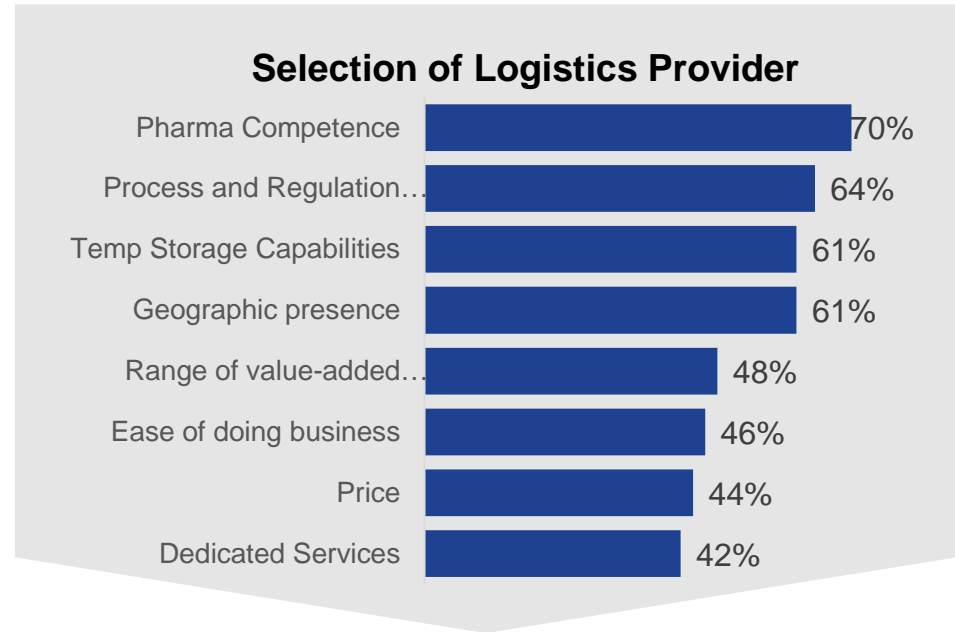 Selection of Logistics Provider
Pharma Competence 70%
Process and Regulation… 64%
Temp Storage Capabilities 61%
Geographic presence 61%
Range of value-added… 48%
Ease of doing business 46%
Price 44%
Dedicated Services 42%